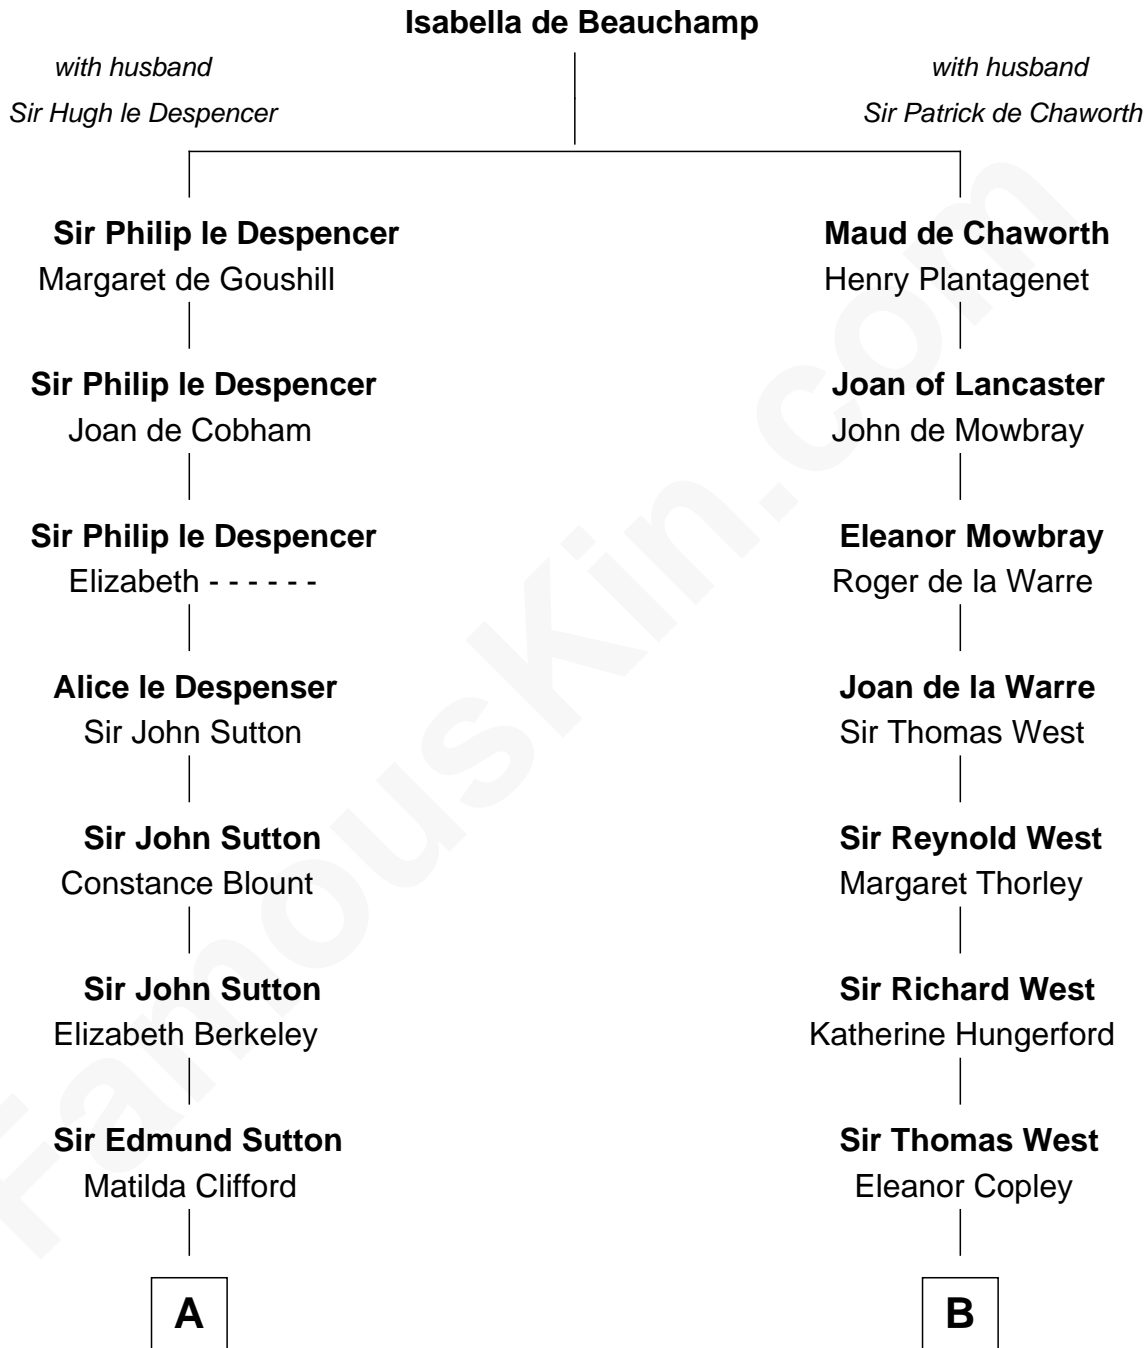 Isabella de Beauchamp
with husband
Sir Hugh le Despencer
with husband
Sir Patrick de Chaworth
Sir Philip le Despencer
Margaret de Goushill
Maud de Chaworth
Henry Plantagenet
Sir Philip le Despencer
Joan de Cobham
Joan of Lancaster
John de Mowbray
Sir Philip le Despencer
Elizabeth - - - - - -
Eleanor Mowbray
Roger de la Warre
Alice le Despenser
Sir John Sutton
Joan de la Warre
Sir Thomas West
Sir John Sutton
Constance Blount
Sir Reynold West
Margaret Thorley
Sir John Sutton
Elizabeth Berkeley
Sir Richard West
Katherine Hungerford
Sir Edmund Sutton
Matilda Clifford
Sir Thomas West
Eleanor Copley
A
B
FamousKin.com